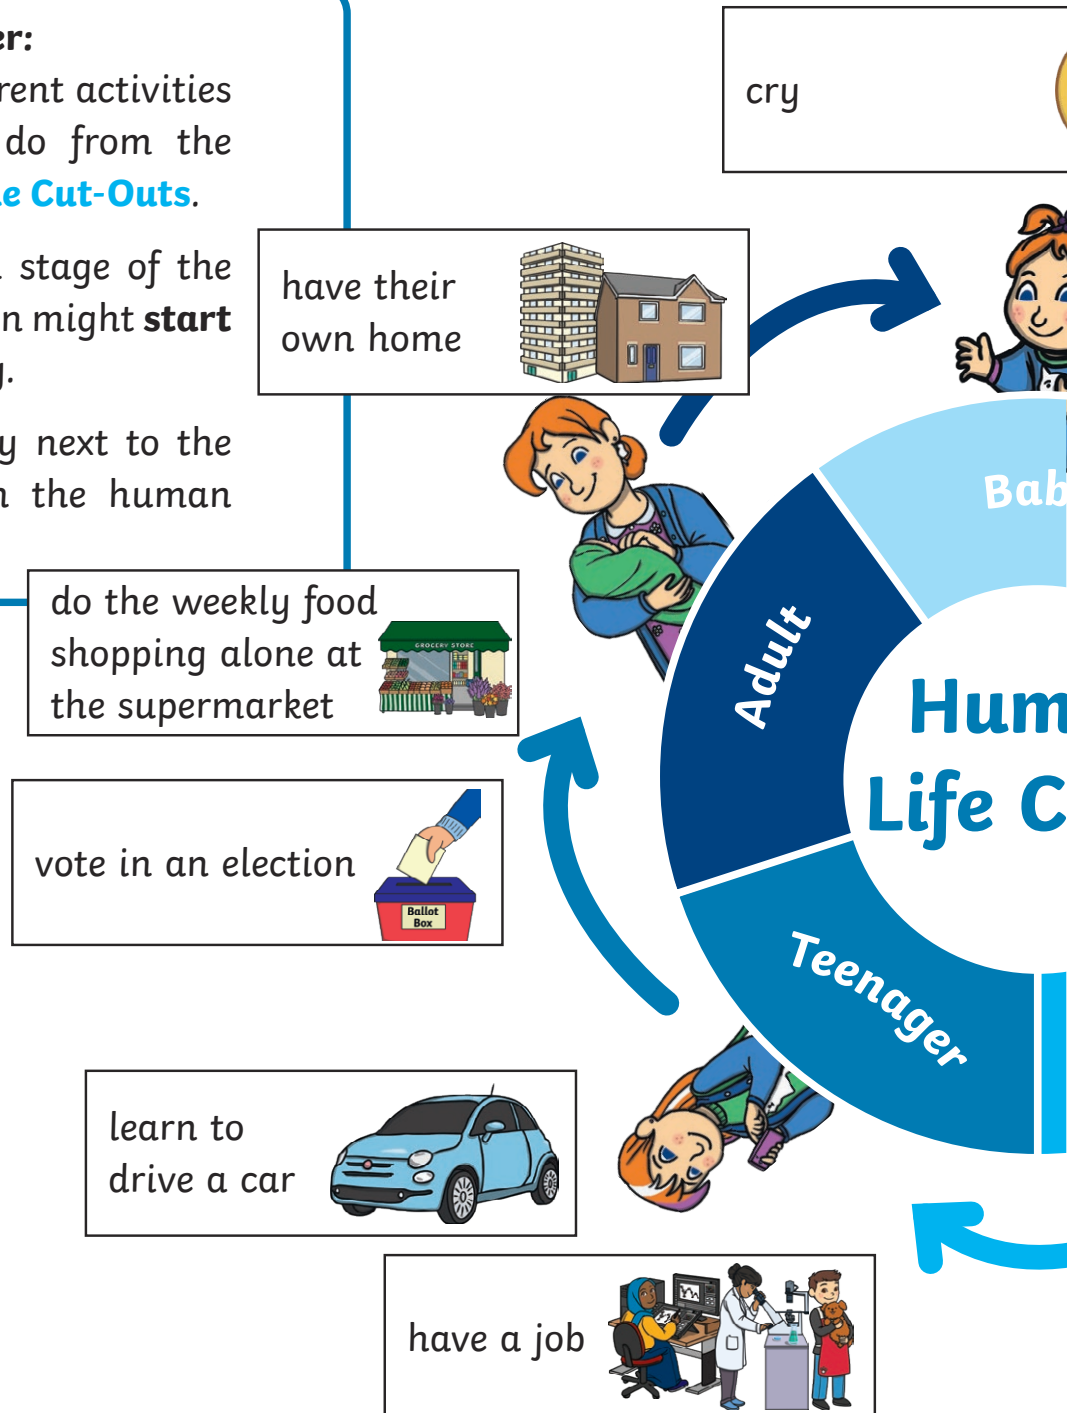 er:
rent activities
do from the
e Cut-Outs.
stage of the
n might start
y.
y next to the
n the human
cry
have their
own home
Bab
do the weekly food
shopping alone at
the supermarket
GROCERY STORE
Adult
Hum
Life C
vote in an election
Ballot
Box
Teenager
learn to
drive a car
have a job